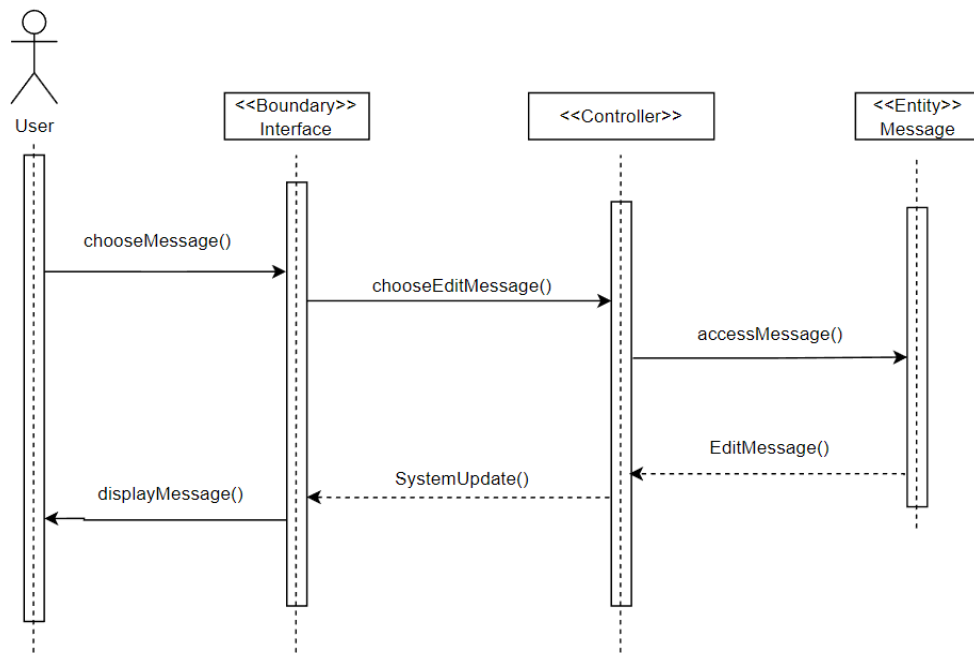 User
<<Boundary>>
Interface
<<Controller>>
<<Entity>>
Message
chooseMessage()
chooseEditMessage()
accessMessage()
EditMessage()
SystemUpdate()
displayMessage()